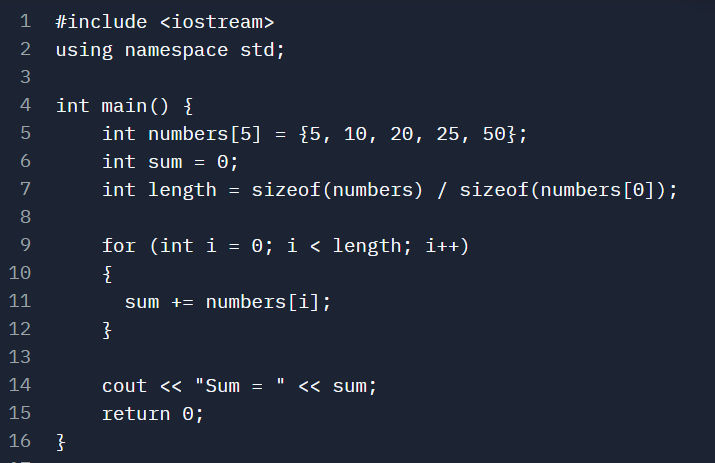 1 #include <iostream>
2 using namespace std;
3
4 int main() {
5     int numbers[5] = {5, 10, 20, 25, 50};
6     int sum = 0;
7     int length = sizeof(numbers) / sizeof(numbers[0]);
8
9     for (int i = 0; i < length; i++)
10     {
11       sum += numbers[i];
12     }
13
14     cout << "Sum = " << sum;
15     return 0;
16 }